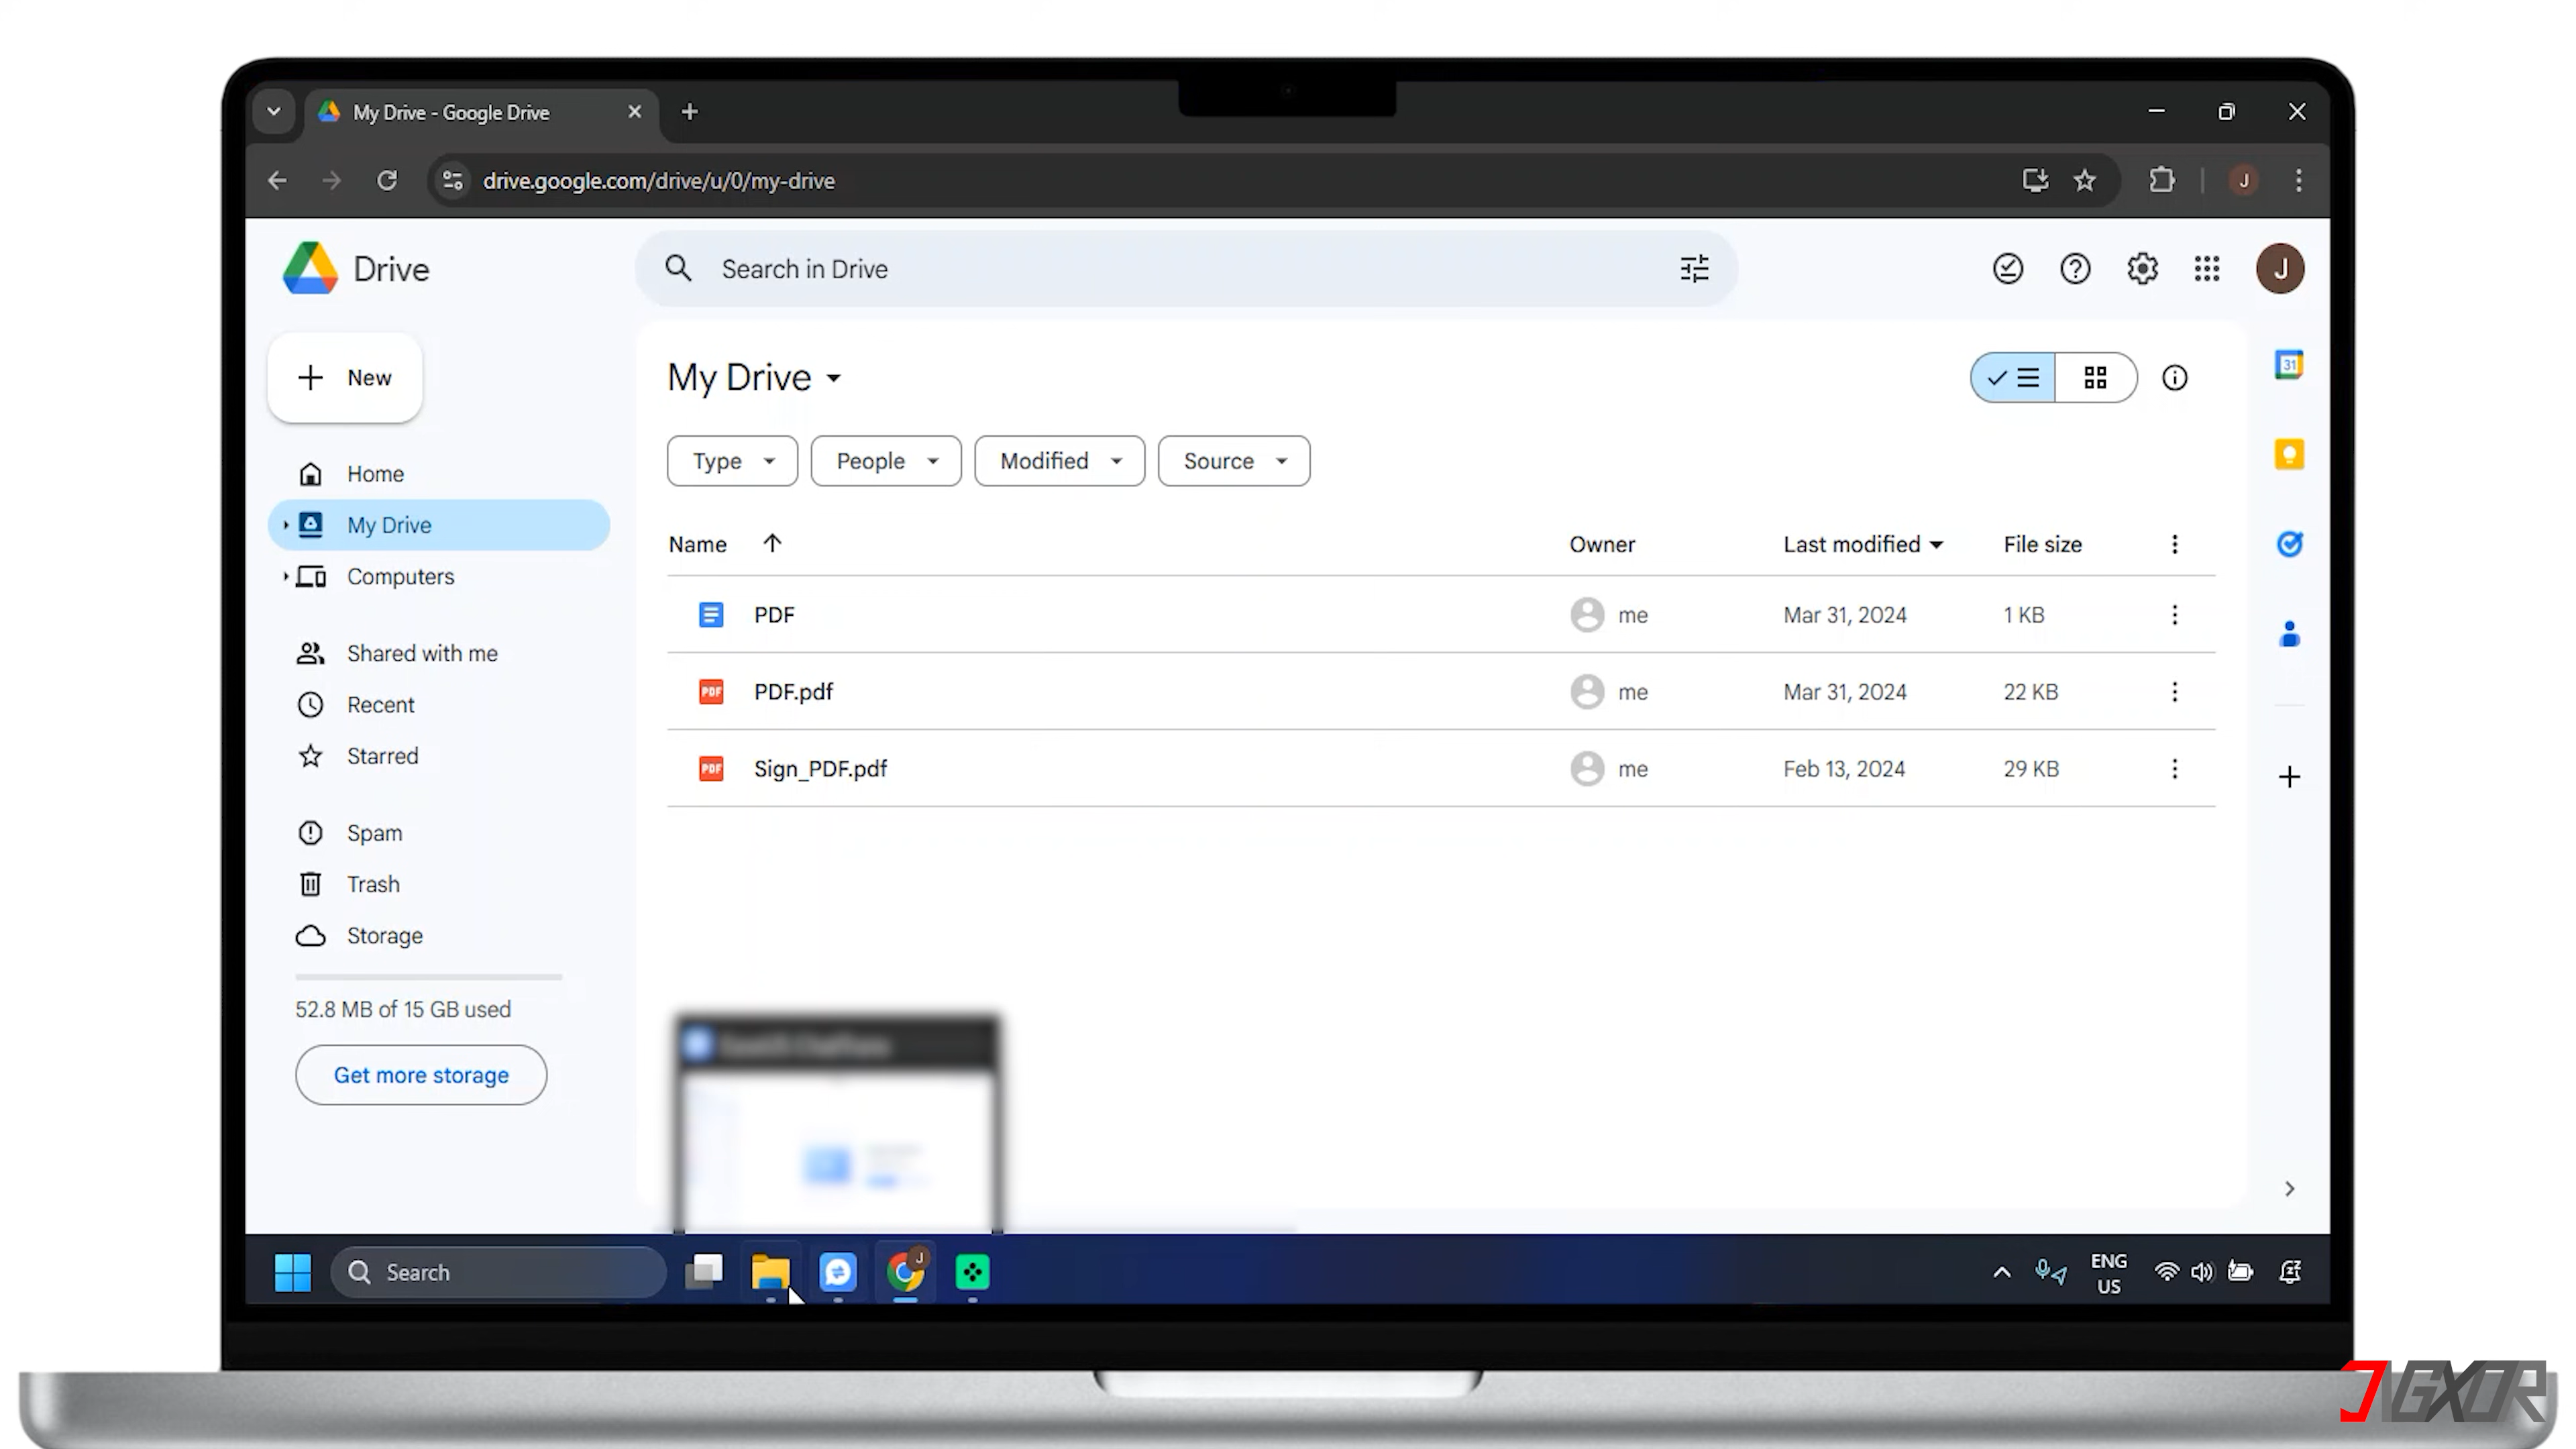 My Drive - Google Drive
drive.google.com/drive/u/0/my-drive
J
Drive
Search in Drive
J
New
My Drive
31
Type
People
Modified
Source
Home
My Drive
Computers
Shared with me
Recent
Starred
Spam
Trash
Storage
52.8 MB of 15 GB used
Get more storage
Name
Owner
Last modified
File size
PDF
me
Mar 31, 2024
1 KB
PDF
PDF.pdf
me
Mar 31, 2024
22 KB
PDF
Sign_PDF.pdf
me
Feb 13, 2024
29 KB
Search
J
ENG
US
JIGXOR